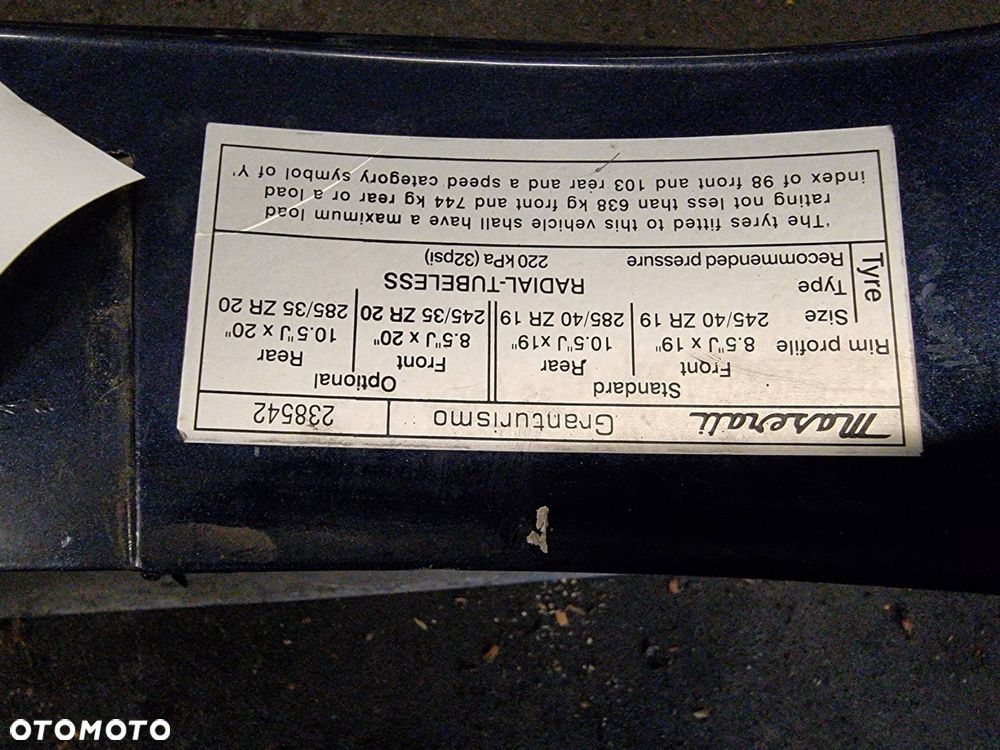 Maserati Granturismo 238542
Standard Optional
Front Rear Front Rear
Rim profile 8.5"J x 19" 10.5"J x19" 8.5"J x 20" 10.5"J x 20"
Tyre
Size 245/40 ZR 19 285/40 ZR 19 245/35 ZR 20 285/35 ZR 20
Type RADIAL-TUBELESS
Recommended pressure 220 kPa (32psi)
'The tyres fitted to this vehicle shall have a maximum load
rating not less than 638 kg front and 744 kg rear or a load
index of 98 front and 103 rear and a speed category symbol of Y'
OTOMOTO